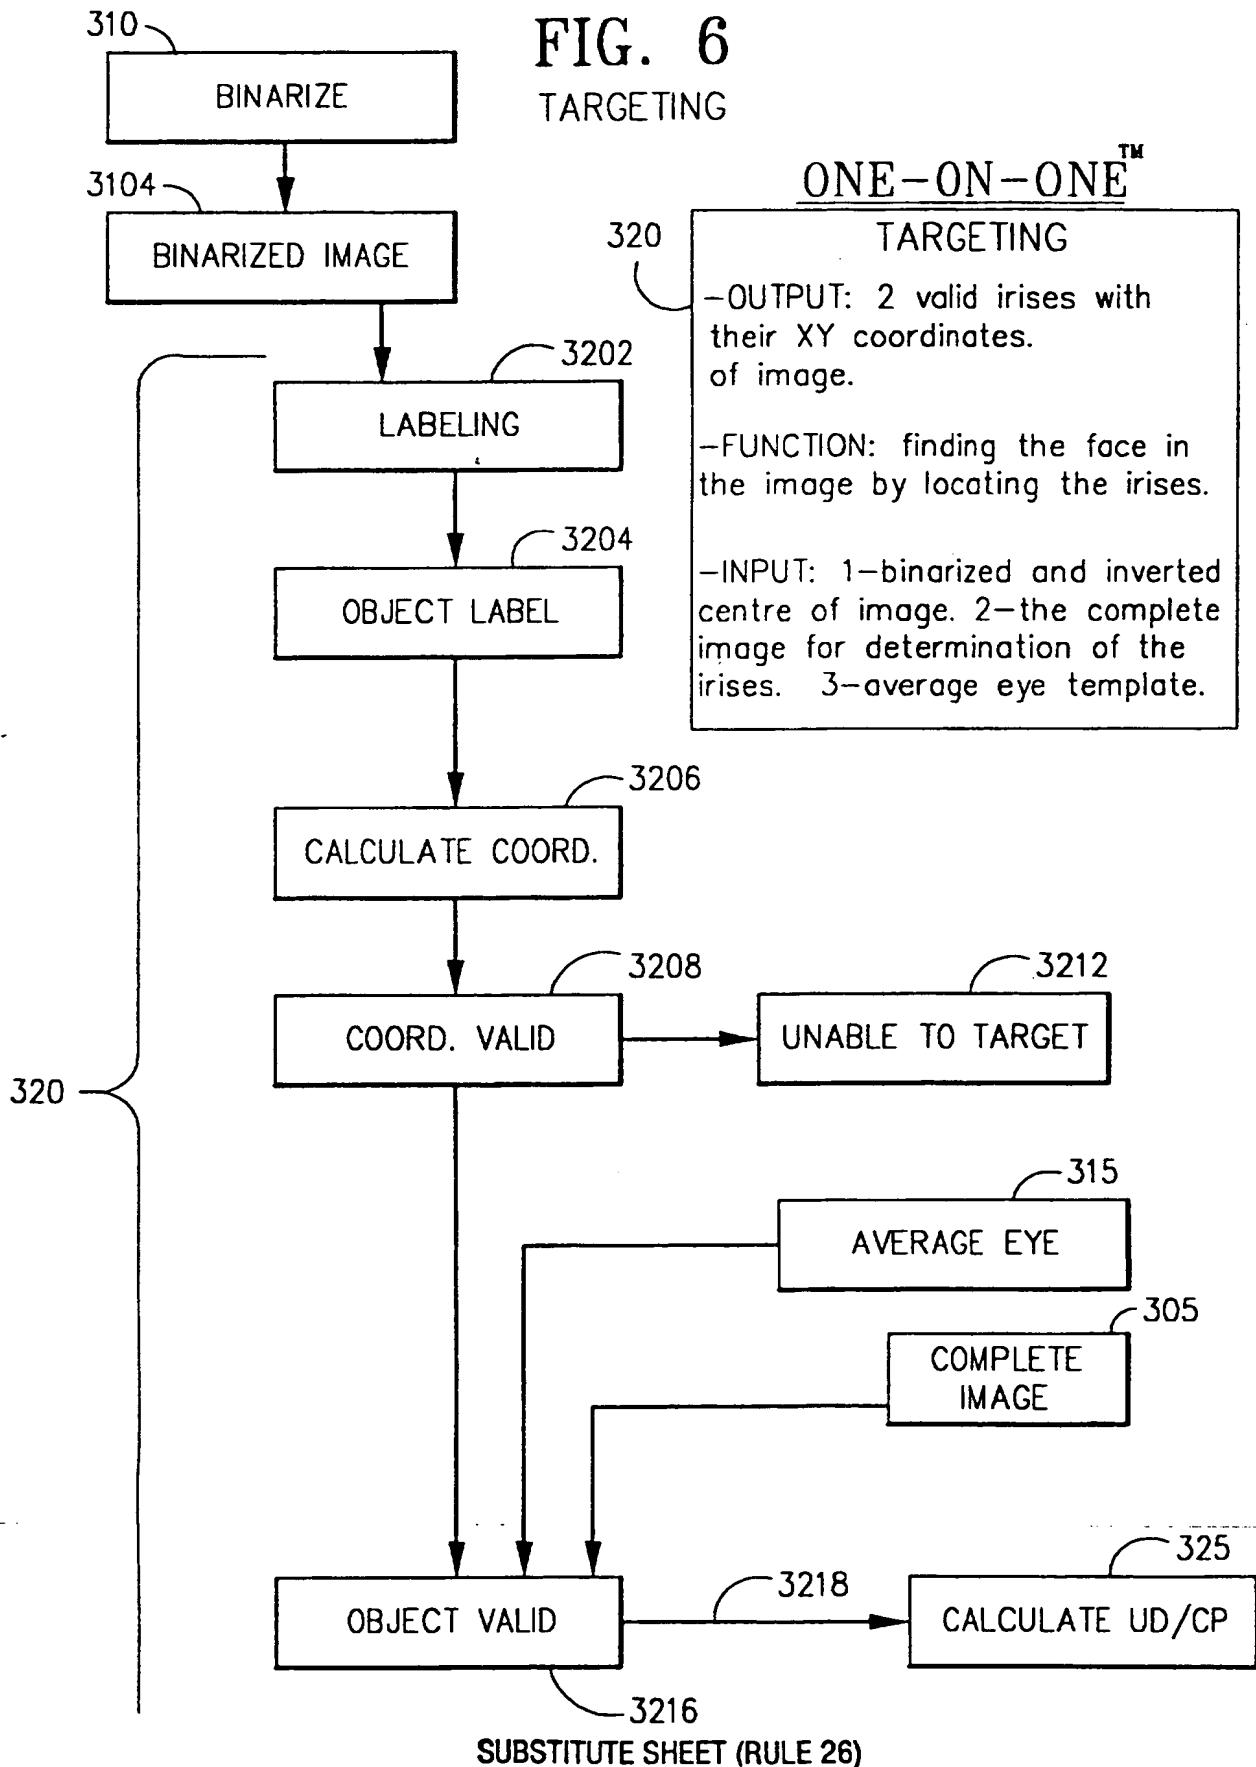 FIG. 6
TARGETING
310
BINARIZE
3104
BINARIZED IMAGE
ONE-ON-ONE™
320
TARGETING
-OUTPUT: 2 valid irises with
their XY coordinates.
of image.
-FUNCTION: finding the face in
the image by locating the irises.
-INPUT: 1-binarized and inverted
centre of image. 2-the complete
image for determination of the
irises. 3-average eye template.
3202
LABELING
3204
OBJECT LABEL
3206
CALCULATE COORD.
3208
COORD. VALID
3212
UNABLE TO TARGET
320
315
AVERAGE EYE
305
COMPLETE
IMAGE
OBJECT VALID
3216
3218
325
CALCULATE UD/CP
SUBSTITUTE SHEET (RULE 26)